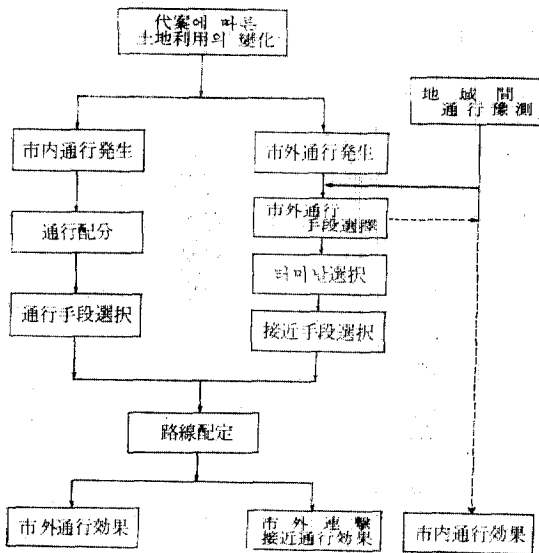 代案에 따른
土地利用의 變化
地域間
通行豫測
市内通行発生
市外通行発生
通行配分
市外通行
手段選擇
터미날選択
通行手段選択
接近手段選択
路線配定
市外通行効果
市外連擊
接近通行効果
市内通行効果